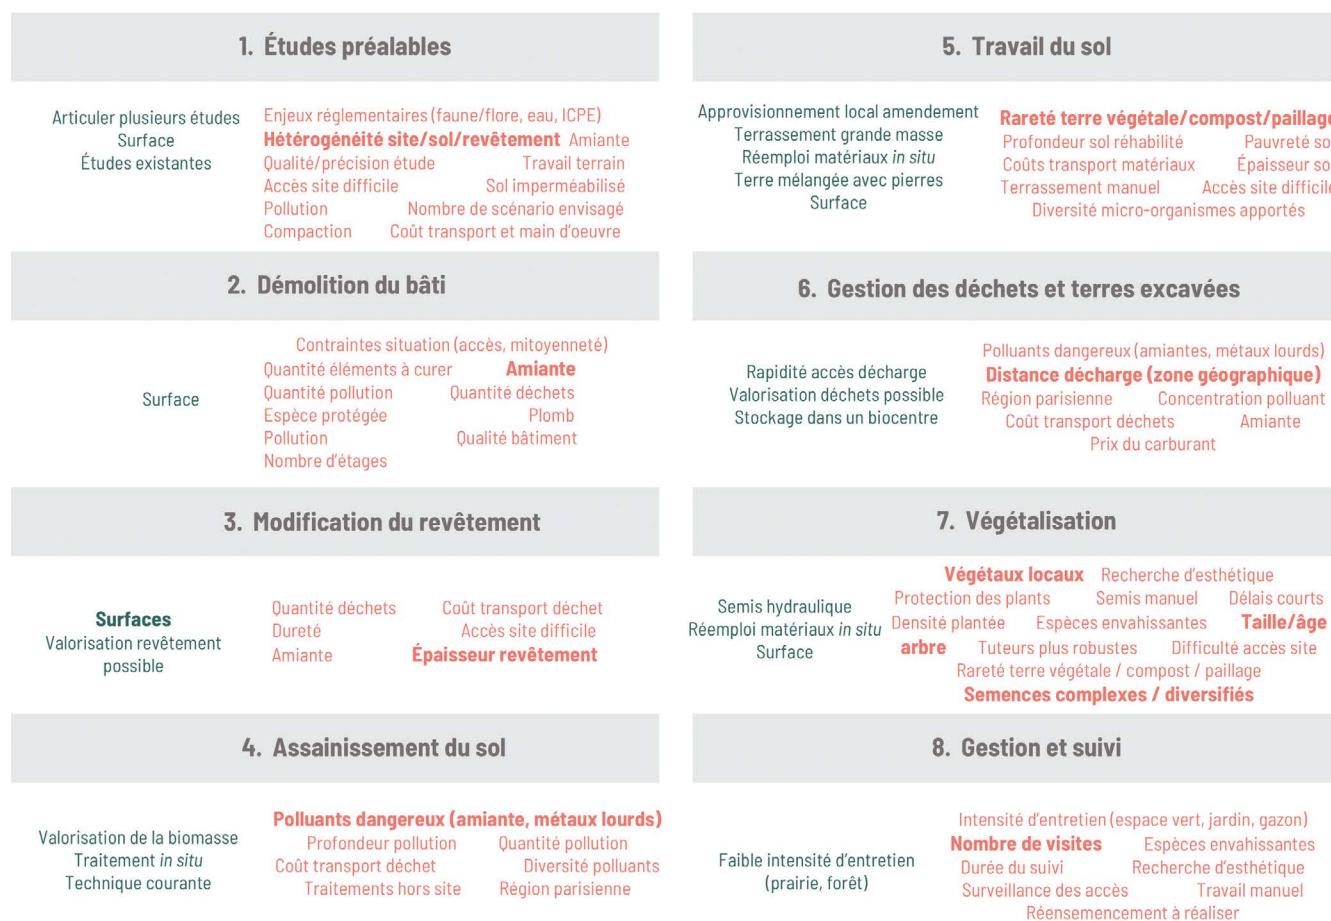 1. Études préalables
Articuler plusieurs études
Surface
Études existantes
Enjeux réglementaires (faune/flore, eau, ICPE)
Hétérogénéité site/sol/revêtement Amiante
Qualité/précision étude Travail terrain
Accès site difficile Sol imperméabilisé
Pollution Nombre de scénario envisagé
Compaction Coût transport et main d'oeuvre
2. Démolition du bâti
Surface
Contraintes situation (accès, mitoyenneté)
Quantité éléments à curer Amiante
Quantité pollution Quantité déchets
Espèce protégée Plomb
Pollution Qualité bâtiment
Nombre d'étages
3. Modification du revêtement
Surfaces
Valorisation revêtement
possible
Quantité déchets Coût transport déchet
Dureté Accès site difficile
Amiante Épaisseur revêtement
4. Assainissement du sol
Valorisation de la biomasse
Traitement in situ
Technique courante
Polluants dangereux (amiante, métaux lourds)
Profondeur pollution Quantité pollution
Coût transport déchet Diversité polluants
Traitements hors site Région parisienne
5. Travail du sol
Approvisionnement local amendement
Terrassement grande masse
Réemploi matériaux in situ
Terre mélangée avec pierres
Surface
Rareté terre végétale/compost/paillage
Profondeur sol réhabilité Pauvreté so
Coûts transport matériaux Épaisseur so
Terrassement manuel Accès site difficile
Diversité micro-organismes apportés
6. Gestion des déchets et terres excavées
Rapidité accès décharge
Valorisation déchets possible
Stockage dans un biocentre
Polluants dangereux (amiantes, métaux lourds)
Distance décharge (zone géographique)
Région parisienne Concentration polluant
Coût transport déchets Amiante
Prix du carburant
7. Végétalisation
Semis hydraulique
Réemploi matériaux in situ
Surface
Végétaux locaux Recherche d'esthétique
Protection des plants Semis manuel Délais courts
Densité plantée Espèces envahissantes Taille/âge
arbre Tuteurs plus robustes Difficulté accès site
Rareté terre végétale / compost / paillage
Semences complexes / diversifiés
8. Gestion et suivi
Faible intensité d'entretien
(prairie, forêt)
Intensité d'entretien (espace vert, jardin, gazon)
Nombre de visites Espèces envahissantes
Durée du suivi Recherche d'esthétique
Surveillance des accès Travail manuel
Réensemencement à réaliser